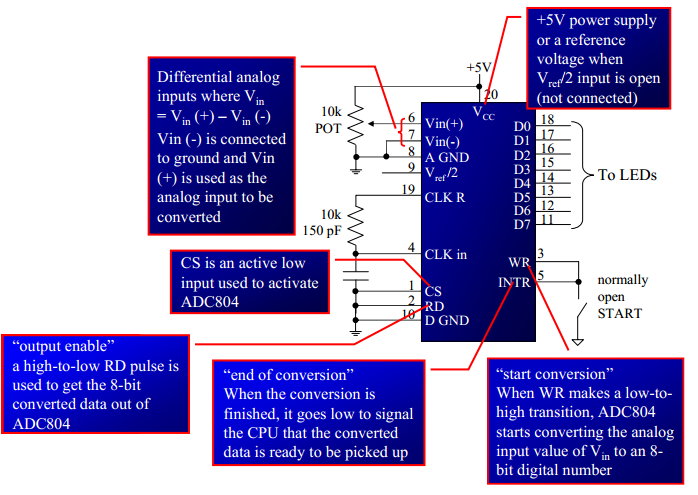 +5V power supply
or a reference
voltage when
Vref/2 input is open
(not connected)
Differential analog
inputs where Vin
= Vin (+) – Vin (-)
Vin (-) is connected
to ground and Vin
(+) is used as the
analog input to be
converted
+5V
20
VCC
10k
POT
6
Vin(+)
7
Vin(-)
8
A GND
9
Vref/2
19
CLK R
10k
150 pF
4
CLK in
1
CS
2
RD
10
D GND
D0
18
D1
17
D2
16
D3
15
D4
14
D5
13
D6
12
D7
11
To LEDs
WR
3
INTR
5
normally
open
START
CS is an active low
input used to activate
ADC804
“output enable”
a high-to-low RD pulse is
used to get the 8-bit
converted data out of
ADC804
“end of conversion”
When the conversion is
finished, it goes low to signal
the CPU that the converted
data is ready to be picked up
“start conversion”
When WR makes a low-to-
high transition, ADC804
starts converting the analog
input value of Vin to an 8-
bit digital number